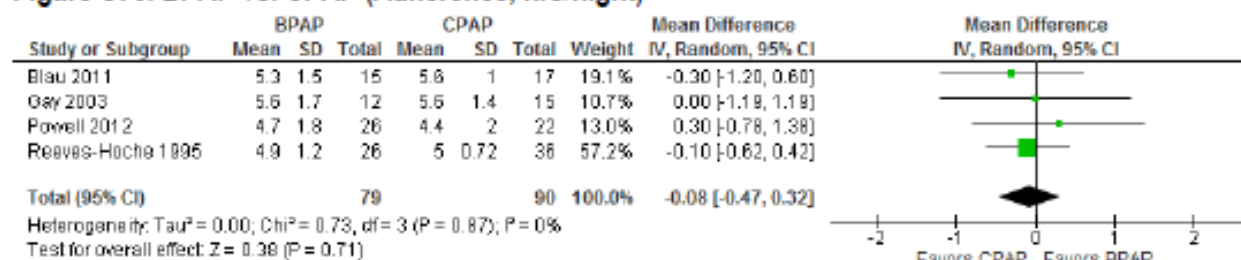 BPAP CPAP Mean Difference Mean Difference
Study or Subgroup Mean SD Total Mean SD Total Weight IV, Random, 95% CI IV, Random, 95% CI
Blau 2011 5.3 1.5 15 5.6 1 17 19.1% -0.30 [-1.20, 0.60]
Gay 2003 5.6 1.7 12 5.6 1.4 15 10.7% 0.00 [-1.19, 1.19]
Powell 2012 4.7 1.8 26 4.4 2 22 13.0% 0.30 [-0.78, 1.38]
Reeves-Hoche 1995 4.9 1.2 26 5 0.72 36 57.2% -0.10 [-0.62, 0.42]
Total (95% CI) 79 90 100.0% -0.08 [-0.47, 0.32]
Heterogeneity: Tau² = 0.00; Chi² = 0.73, df = 3 (P = 0.87); I² = 0%
Test for overall effect: Z = 0.38 (P = 0.71)
-2 -1 0 1 2
Favors CPAP Favors BPAP